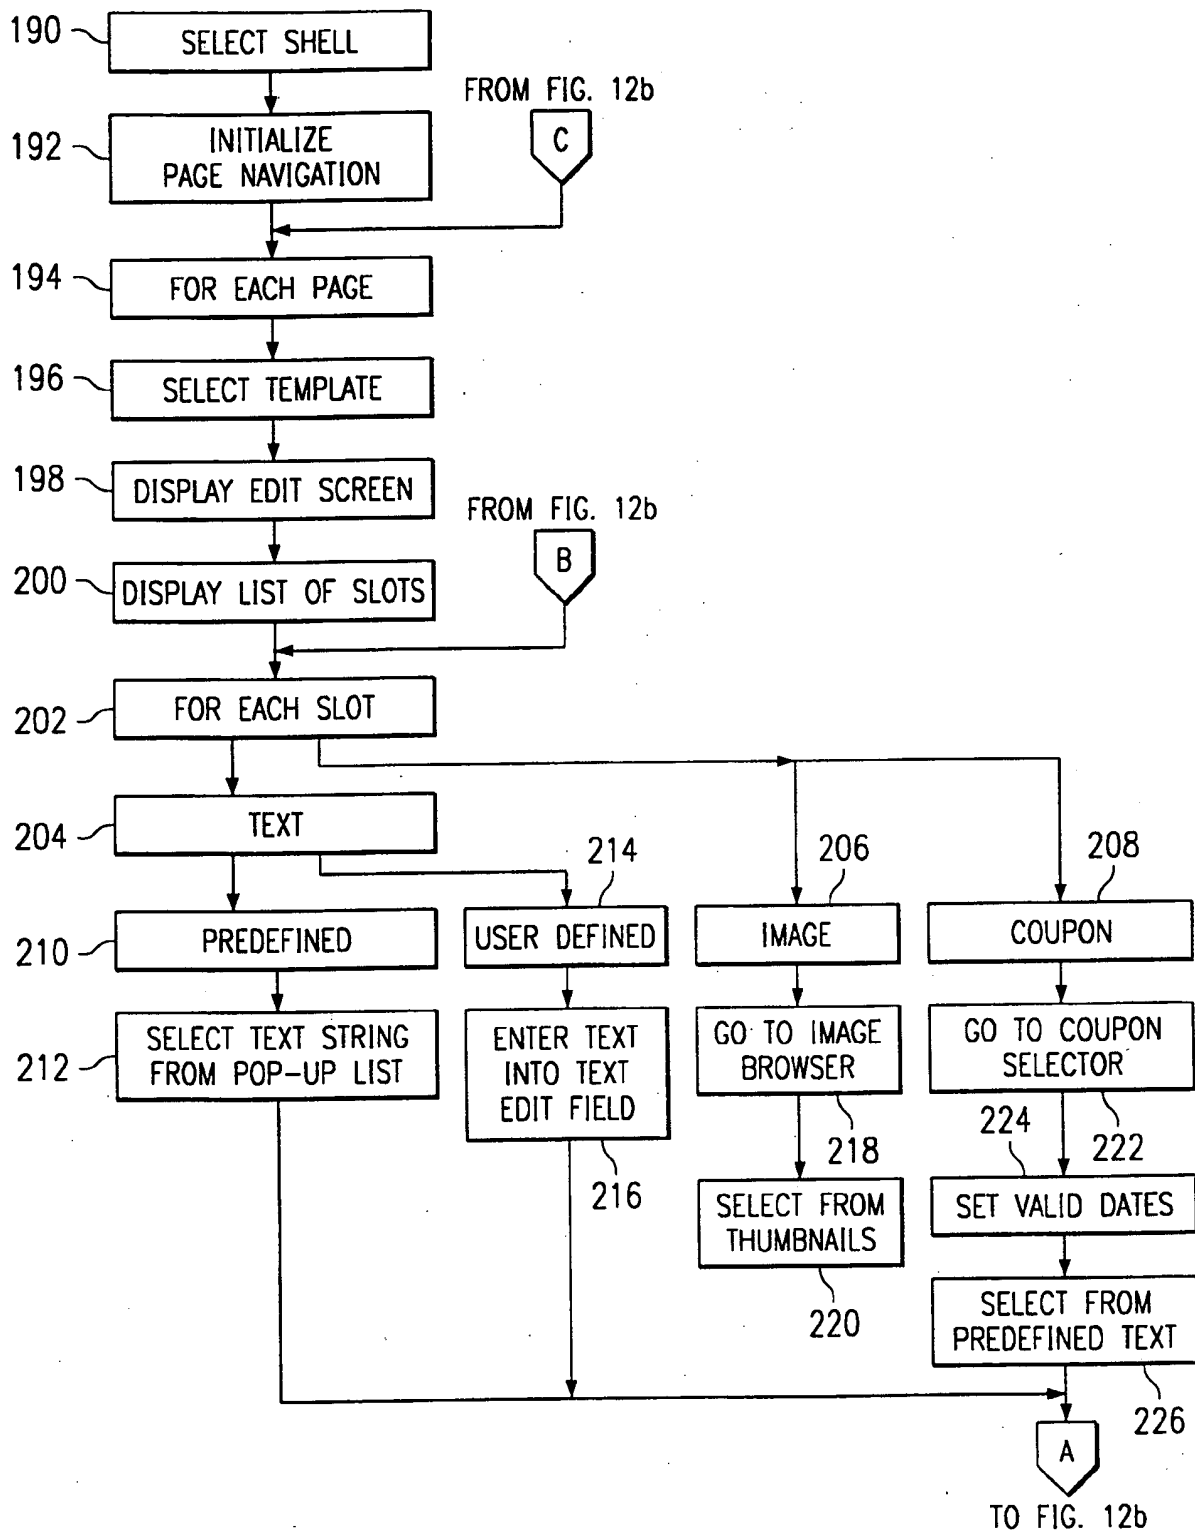 190
SELECT SHELL
FROM FIG. 12b
C
192
INITIALIZE
PAGE NAVIGATION
194
FOR EACH PAGE
196
SELECT TEMPLATE
198
DISPLAY EDIT SCREEN
FROM FIG. 12b
B
200
DISPLAY LIST OF SLOTS
202
FOR EACH SLOT
204
TEXT
214
206
208
210
PREDEFINED
USER DEFINED
IMAGE
COUPON
212
SELECT TEXT STRING
FROM POP-UP LIST
ENTER TEXT
INTO TEXT
EDIT FIELD
GO TO IMAGE
BROWSER
GO TO COUPON
SELECTOR
216
218
224
222
SELECT FROM
THUMBNAILS
SET VALID DATES
220
SELECT FROM
PREDEFINED TEXT
226
A
TO FIG. 12b